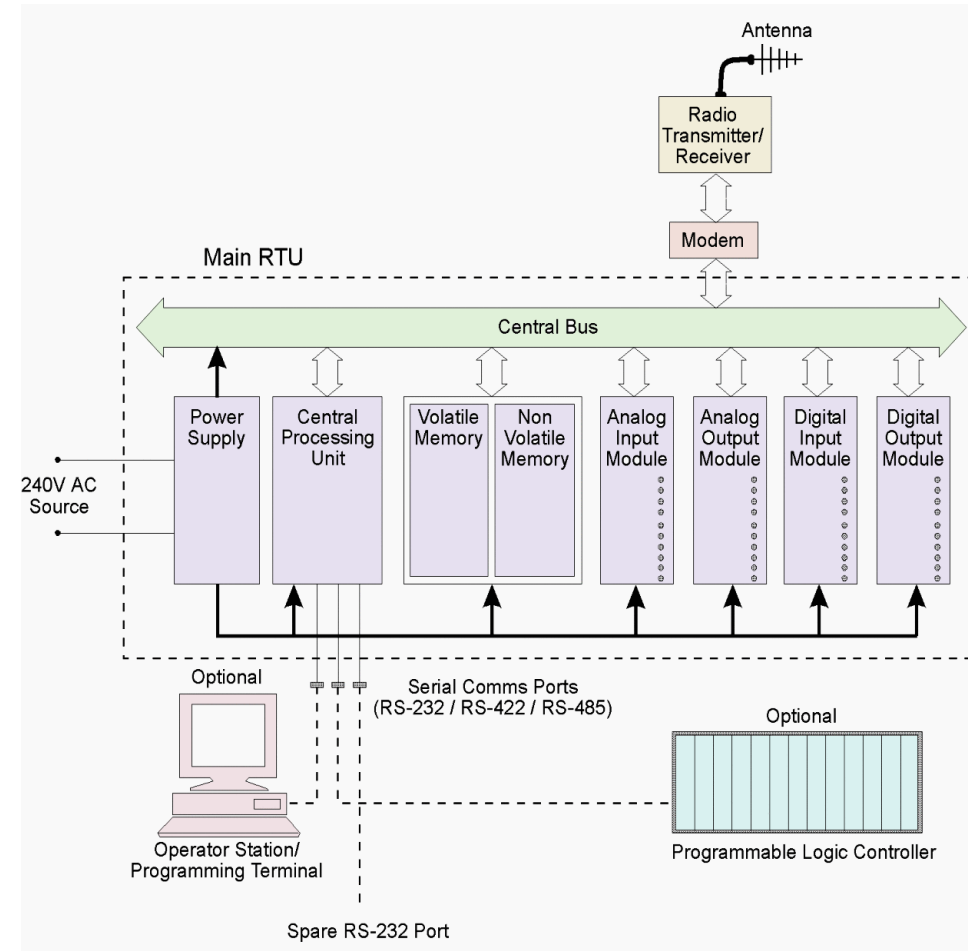 Antenna
Radio
Transmitter/
Receiver
Modem
Main RTU
Central Bus
Power
Supply
Central
Processing
Unit
Volatile
Memory
Non
Volatile
Memory
Analog
Input
Module
Analog
Output
Module
Digital
Input
Module
Digital
Output
Module
240V AC
Source
Optional
Serial Comms Ports
(RS-232 / RS-422 / RS-485)
Optional
Operator Station/
Programming Terminal
Programmable Logic Controller
Spare RS-232 Port